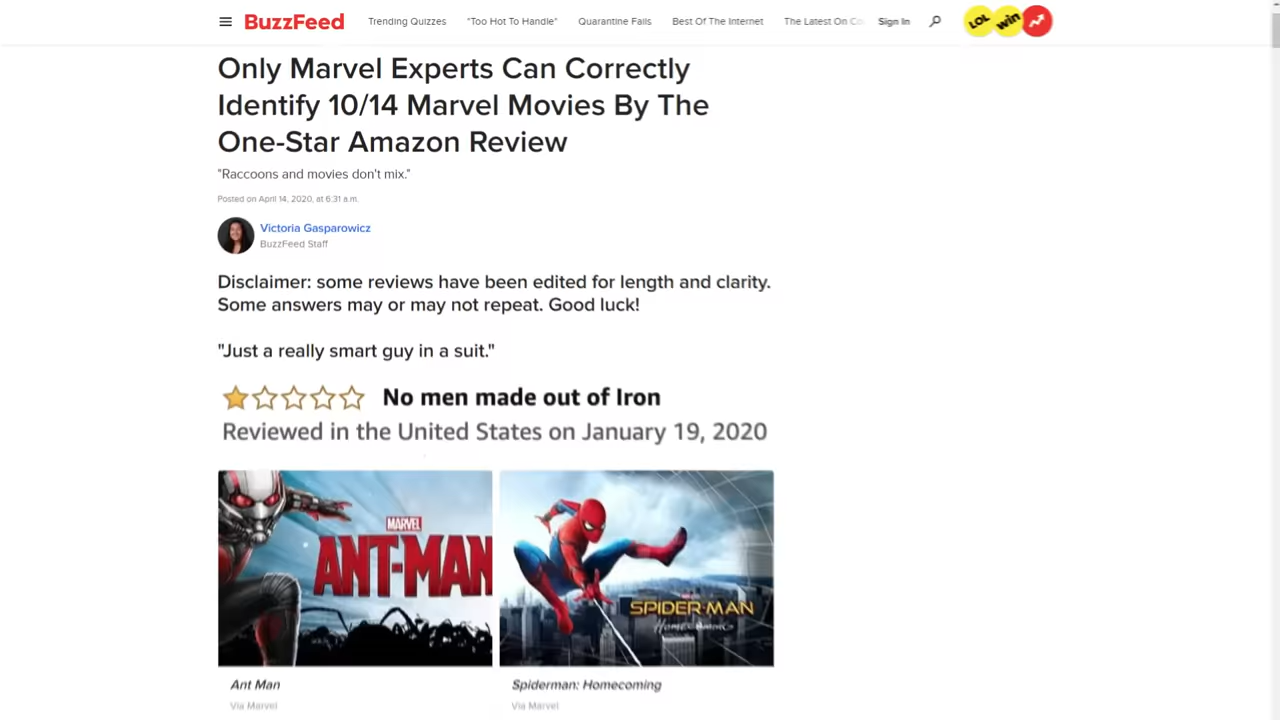 BuzzFeed Trending Quizzes "Too Hot To Handle" Quarantine Fails Best Of The Internet The Latest On Sign In LOL win
Only Marvel Experts Can Correctly
Identify 10/14 Marvel Movies By The
One-Star Amazon Review
"Raccoons and movies don't mix."
Posted on April 14, 2020, at 6:31 a.m.
Victoria Gasparowicz
BuzzFeed Staff
Disclaimer: some reviews have been edited for length and clarity.
Some answers may or may not repeat. Good luck!
"Just a really smart guy in a suit."
No men made out of Iron
Reviewed in the United States on January 19, 2020
MARVEL
ANT-MAN
SPIDER-MAN
HOMECOMING
Ant Man
Spiderman: Homecoming
Via Marvel
Via Marvel